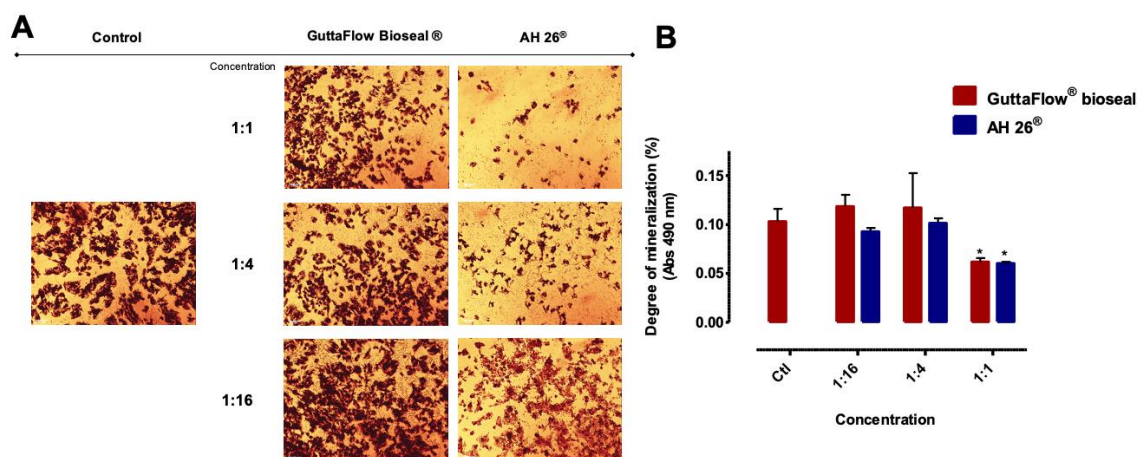 A
Control
GuttaFlow Bioseal ®
AH 26®
Concentration
1:1
1:4
1:16
B
GuttaFlow® bioseal
AH 26®
Degree of mineralization (%)
(Abs 490 nm)
0.15
0.10
0.05
0.00
* *
Ctl
1:16
1:4
1:1
Concentration